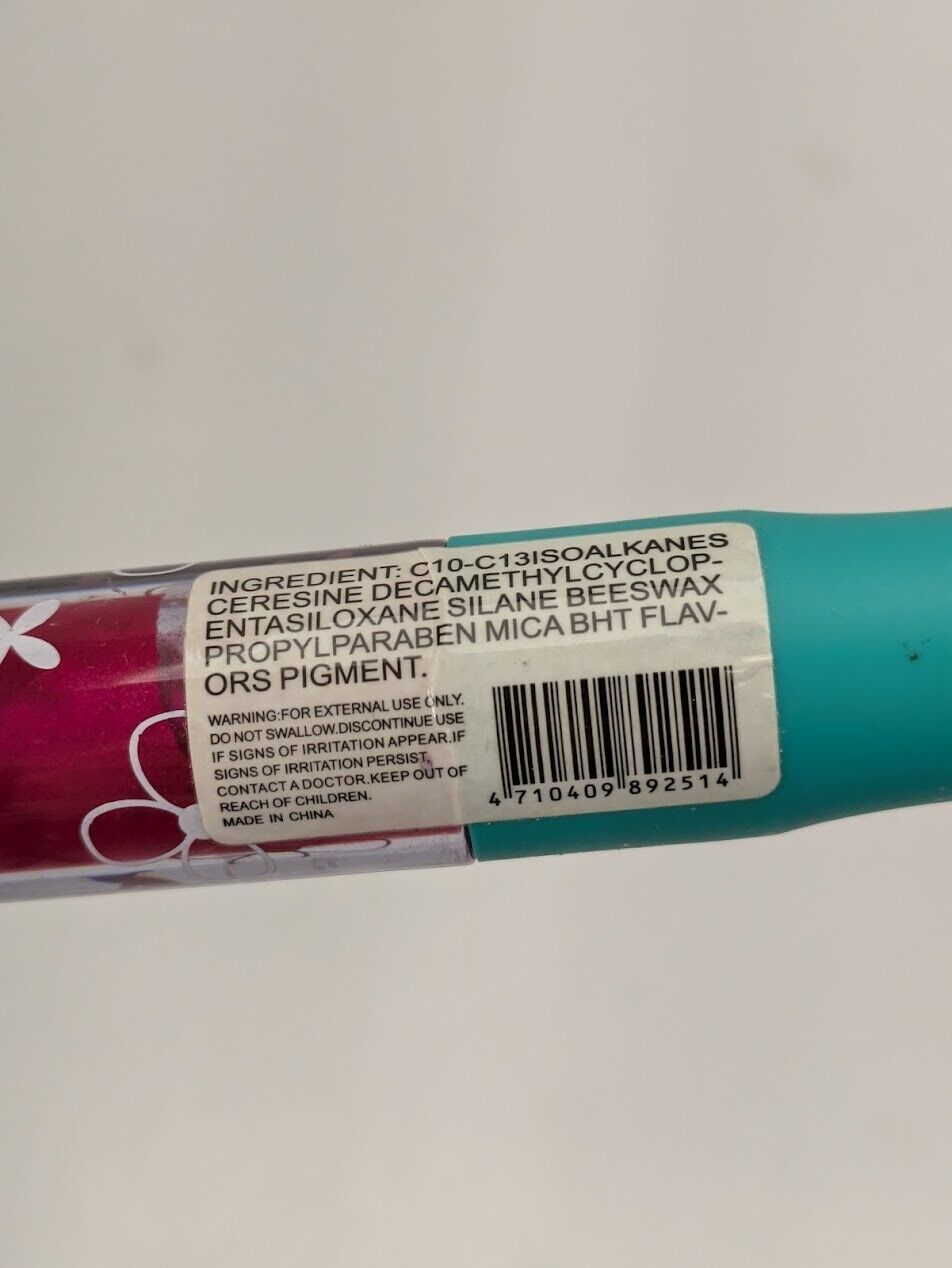 INGREDIENT: C10-C13ISOALKANES
CERESINE DECAMETHYLCYCLOP-
ENTASILOXANE SILANE BEESWAX
PROPYLPARABEN MICA BHT FLAV-
ORS PIGMENT.
WARNING:FOR EXTERNAL USE ONLY.
DO NOT SWALLOW.DISCONTINUE USE
IF SIGNS OF IRRITATION APPEAR.IF
SIGNS OF IRRITATION PERSIST,
CONTACT A DOCTOR.KEEP OUT OF
REACH OF CHILDREN.
MADE IN CHINA
4 710409 892514